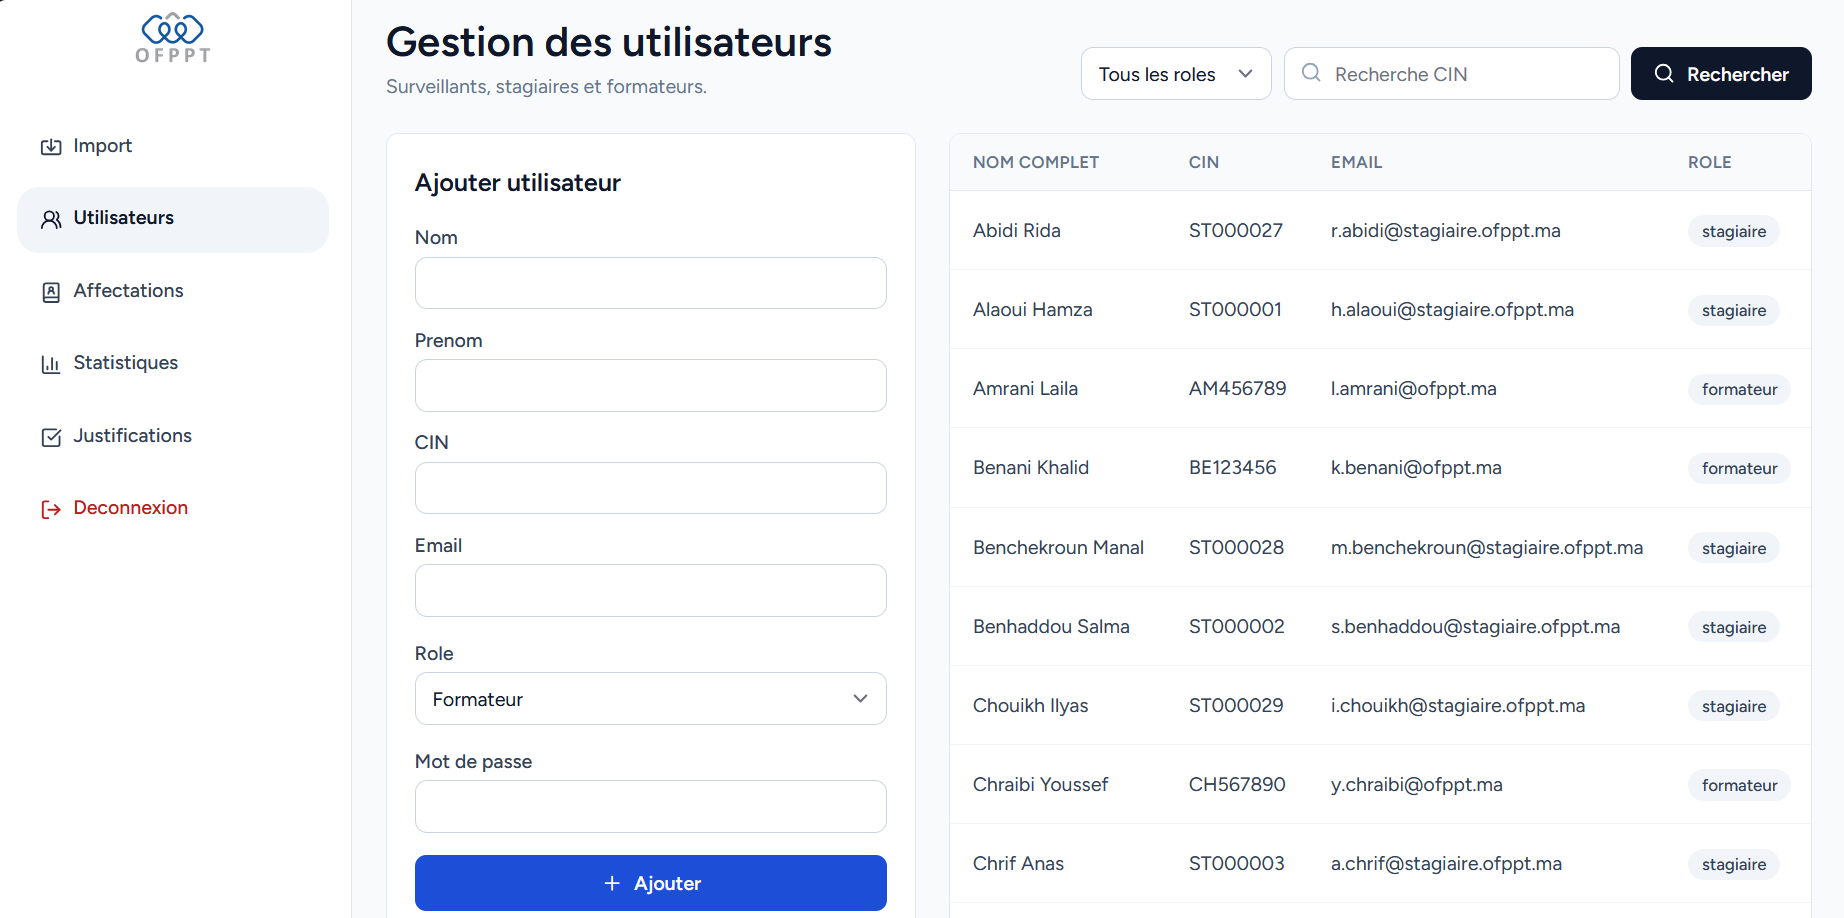 OFPPT
Import
Utilisateurs
Affectations
Statistiques
Justifications
Deconnexion
Gestion des utilisateurs
Surveillants, stagiaires et formateurs.
Tous les roles
Recherche CIN
Rechercher
Ajouter utilisateur
Nom
Prenom
CIN
Email
Role
Formateur
Mot de passe
Ajouter
NOM COMPLET CIN EMAIL ROLE
Abidi Rida ST000027 r.abidi@stagiaire.ofppt.ma stagiaire
Alaoui Hamza ST000001 h.alaoui@stagiaire.ofppt.ma stagiaire
Amrani Laila AM456789 l.amrani@ofppt.ma formateur
Benani Khalid BE123456 k.benani@ofppt.ma formateur
Benchekroun Manal ST000028 m.benchekroun@stagiaire.ofppt.ma stagiaire
Benhaddou Salma ST000002 s.benhaddou@stagiaire.ofppt.ma stagiaire
Chouikh Ilyas ST000029 i.chouikh@stagiaire.ofppt.ma stagiaire
Chraibi Youssef CH567890 y.chraibi@ofppt.ma formateur
Chrif Anas ST000003 a.chrif@stagiaire.ofppt.ma stagiaire